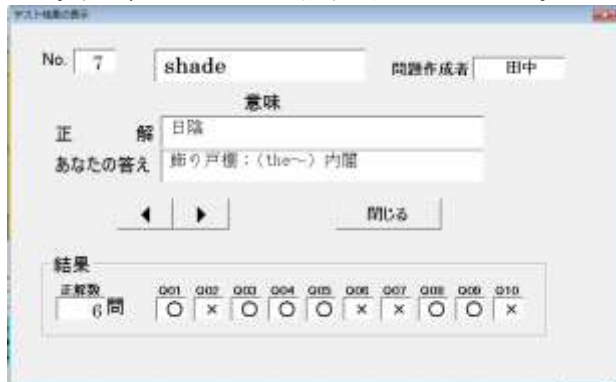 テスト結果の表示
No. 7 shade 問題作成者 田中
意味
正解 日陰
あなたの答え 飾り戸棚;(the~) 内閣
閉じる
結果
正解数 Q01 Q02 Q03 Q04 Q05 Q06 Q07 Q08 Q09 Q10
6問 ○ × ○ ○ ○ × × ○ ○ ×